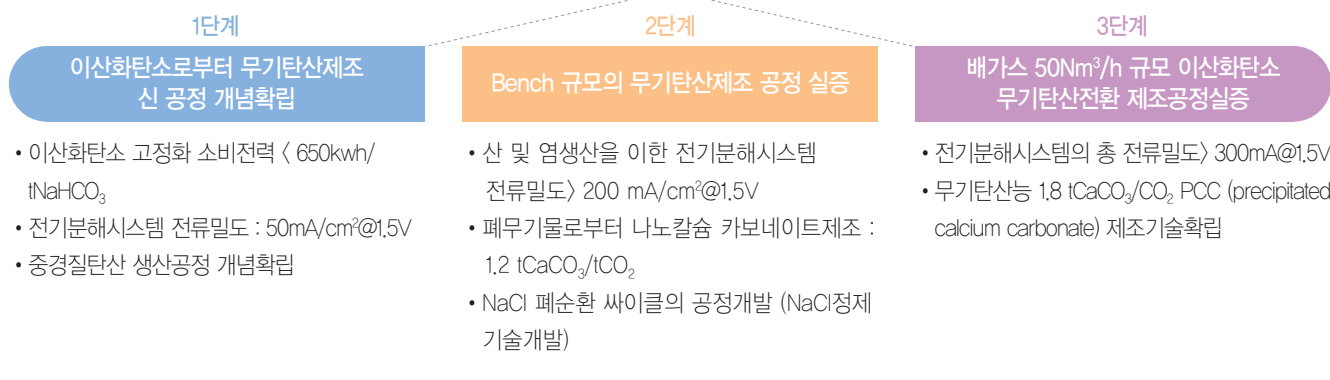 1단계
이산화탄소로부터 무기탄산제조
신 공정 개념확립
• 이산화탄소 고정화 소비전력 < 650kwh/
tNaHCO₃
• 전기분해시스템 전류밀도 : 50mA/cm²@1.5V
• 중경질탄산 생산공정 개념확립
2단계
Bench 규모의 무기탄산제조 공정 실증
• 산 및 염생산을 이한 전기분해시스템
전류밀도> 200 mA/cm²@1.5V
• 폐무기물로부터 나노칼슘 카보네이트제조 :
1.2 tCaCO₃/tCO₂
• NaCl 폐순환 싸이클의 공정개발 (NaCl정제
기술개발)
3단계
배가스 50Nm³/h 규모 이산화탄소
무기탄산전환 제조공정실증
• 전기분해시스템의 총 전류밀도> 300mA@1.5V
• 무기탄산능 1.8 tCaCO₃/CO₂ PCC (precipitated
calcium carbonate) 제조기술확립